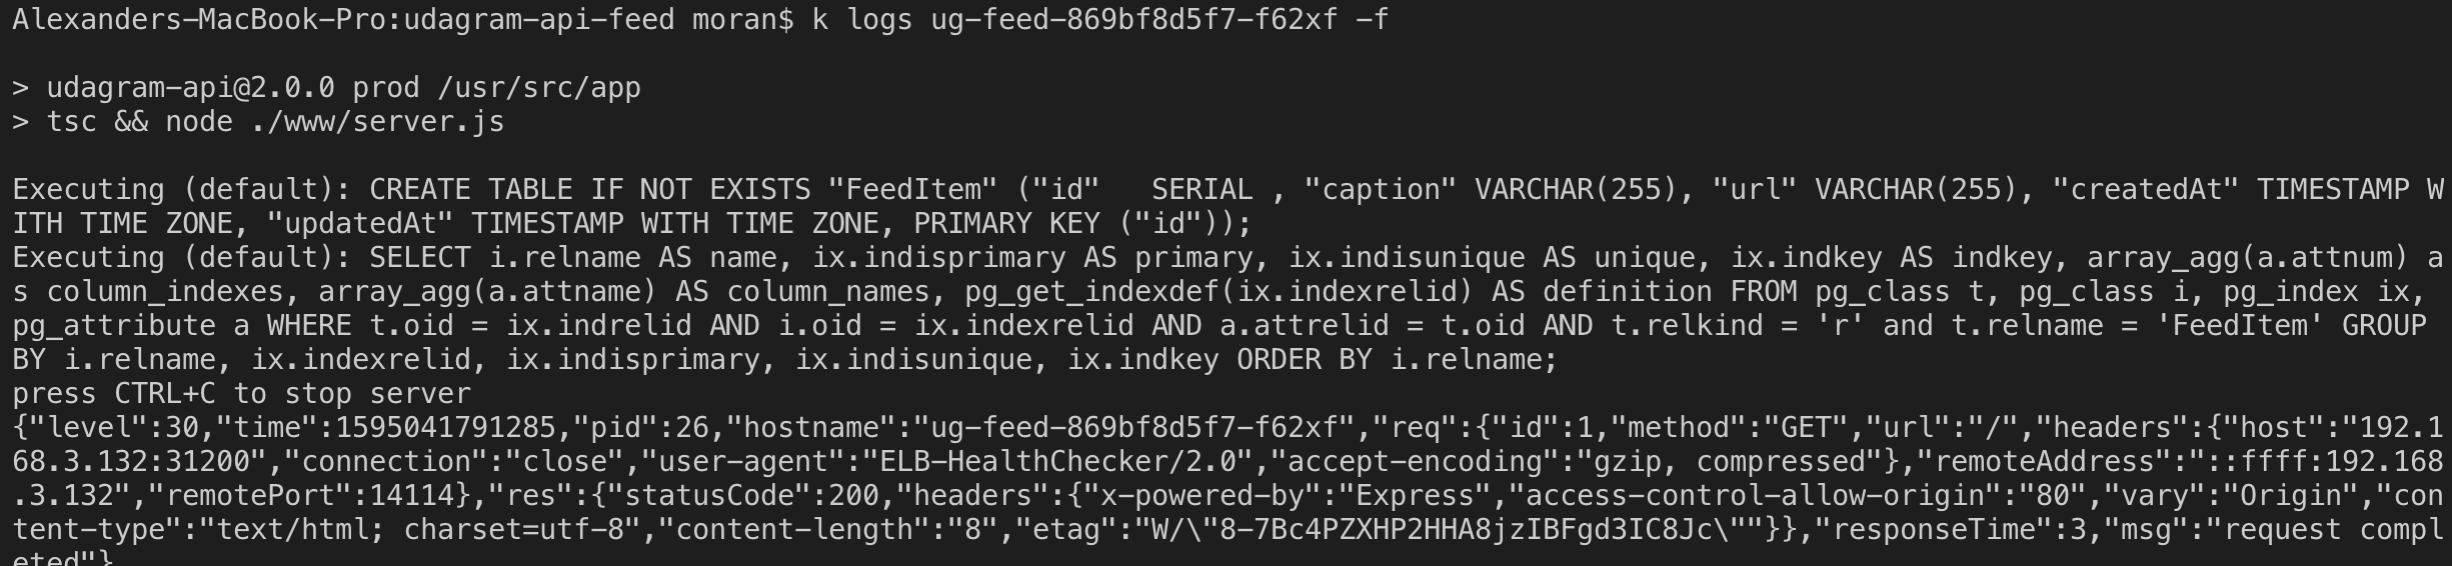 Alexanders-MacBook-Pro:udagram-api-feed moran$ k logs ug-feed-869bf8d5f7-f62xf -f
> udagram-api@2.0.0 prod /usr/src/app
> tsc && node ./www/server.js
Executing (default): CREATE TABLE IF NOT EXISTS "FeedItem" ("id"   SERIAL , "caption" VARCHAR(255), "url" VARCHAR(255), "createdAt" TIMESTAMP W
ITH TIME ZONE, "updatedAt" TIMESTAMP WITH TIME ZONE, PRIMARY KEY ("id"));
Executing (default): SELECT i.relname AS name, ix.indisprimary AS primary, ix.indisunique AS unique, ix.indkey AS indkey, array_agg(a.attnum) a
s column_indexes, array_agg(a.attname) AS column_names, pg_get_indexdef(ix.indexrelid) AS definition FROM pg_class t, pg_class i, pg_index ix,
pg_attribute a WHERE t.oid = ix.indrelid AND i.oid = ix.indexrelid AND a.attrelid = t.oid AND t.relkind = 'r' and t.relname = 'FeedItem' GROUP
BY i.relname, ix.indexrelid, ix.indisprimary, ix.indisunique, ix.indkey ORDER BY i.relname;
press CTRL+C to stop server
{"level":30,"time":1595041791285,"pid":26,"hostname":"ug-feed-869bf8d5f7-f62xf","req":{"id":1,"method":"GET","url":"/","headers":{"host":"192.1
68.3.132:31200","connection":"close","user-agent":"ELB-HealthChecker/2.0","accept-encoding":"gzip, compressed"},"remoteAddress":"::ffff:192.168
.3.132","remotePort":14114},"res":{"statusCode":200,"headers":{"x-powered-by":"Express","access-control-allow-origin":"80","vary":"Origin","con
tent-type":"text/html; charset=utf-8","content-length":"8","etag":"W/\"8-7Bc4PZXHP2HHA8jzIBFgd3IC8Jc\""}},"responseTime":3,"msg":"request compl
eted"}